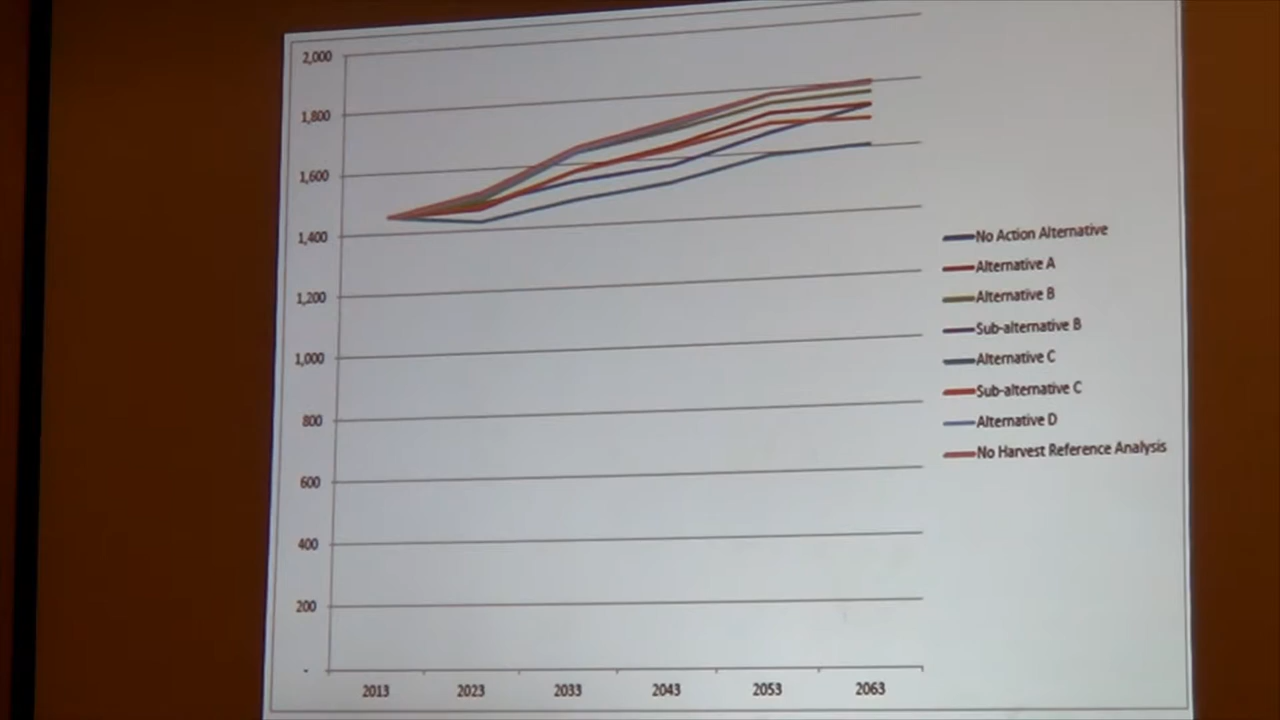 2,000
1,800
1,600
1,400
1,200
1,000
800
600
400
200
-
2013 2023 2033 2043 2053 2063
No Action Alternative
Alternative A
Alternative B
Sub-alternative B
Alternative C
Sub-alternative C
Alternative D
No Harvest Reference Analysis